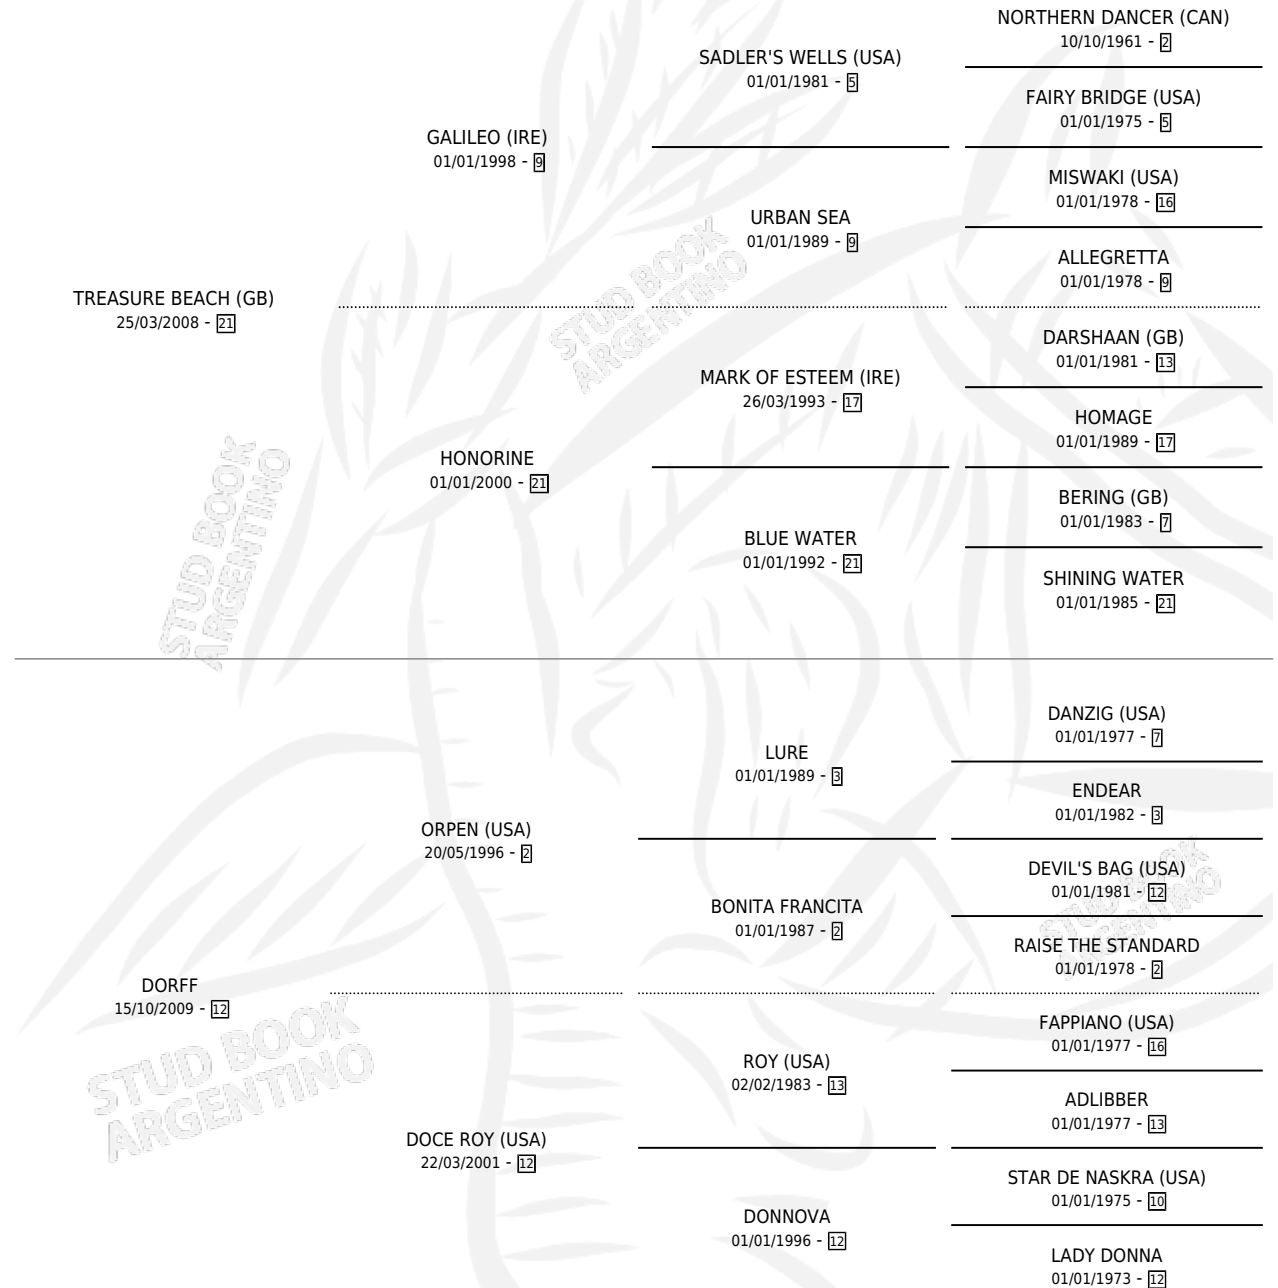 NORTHERN DANCER (CAN)
10/10/1961 - 2
SADLER'S WELLS (USA)
01/01/1981 - 5
FAIRY BRIDGE (USA)
01/01/1975 - 5
GALILEO (IRE)
01/01/1998 - 9
MISWAKI (USA)
01/01/1978 - 16
URBAN SEA
01/01/1989 - 9
ALLEGRETTA
01/01/1978 - 9
TREASURE BEACH (GB)
25/03/2008 - 21
DARSHAAN (GB)
01/01/1981 - 13
MARK OF ESTEEM (IRE)
26/03/1993 - 17
HOMAGE
01/01/1989 - 17
HONORINE
01/01/2000 - 21
BERING (GB)
01/01/1983 - 7
BLUE WATER
01/01/1992 - 21
SHINING WATER
01/01/1985 - 21
STUD BOOK
ARGENTINO
STUD BOOK
ARGENTINO
DANZIG (USA)
01/01/1977 - 7
LURE
01/01/1989 - 3
ENDEAR
01/01/1982 - 3
ORPEN (USA)
20/05/1996 - 2
DEVIL'S BAG (USA)
01/01/1981 - 12
BONITA FRANCITA
01/01/1987 - 2
RAISE THE STANDARD
01/01/1978 - 2
DORFF
15/10/2009 - 12
FAPPIANO (USA)
01/01/1977 - 16
ROY (USA)
02/02/1983 - 13
ADLIBBER
01/01/1977 - 13
DOCE ROY (USA)
22/03/2001 - 12
STAR DE NASKRA (USA)
01/01/1975 - 10
DONNOVA
01/01/1996 - 12
LADY DONNA
01/01/1973 - 12
STUD BOOK
ARGENTINO
STUD BOOK
ARGENTINO